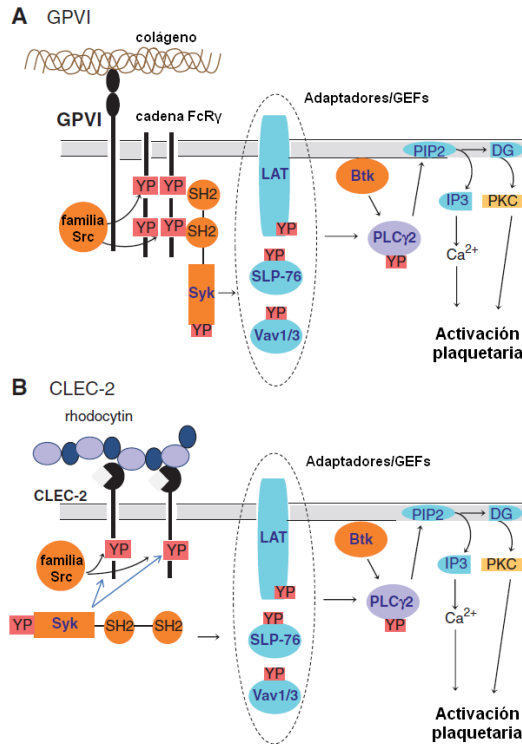 A GPVI
colágeno
GPVI
cadena FcRγ
Adaptadores/GEFs
familia
Src
YP YP
YP YP
SH2
SH2
Syk
YP
LAT
YP
YP
SLP-76
YP
Vav1/3
Btk
PLCγ2
YP
PIP2
DG
IP3
PKC
Ca2+
Activación
plaquetaria
B CLEC-2
rhodocytin
CLEC-2
Adaptadores/GEFs
YP
YP
familia
Src
YP Syk SH2 SH2
LAT
YP
YP
SLP-76
YP
Vav1/3
Btk
PLCγ2
YP
PIP2
DG
IP3
PKC
Ca2+
Activación
plaquetaria